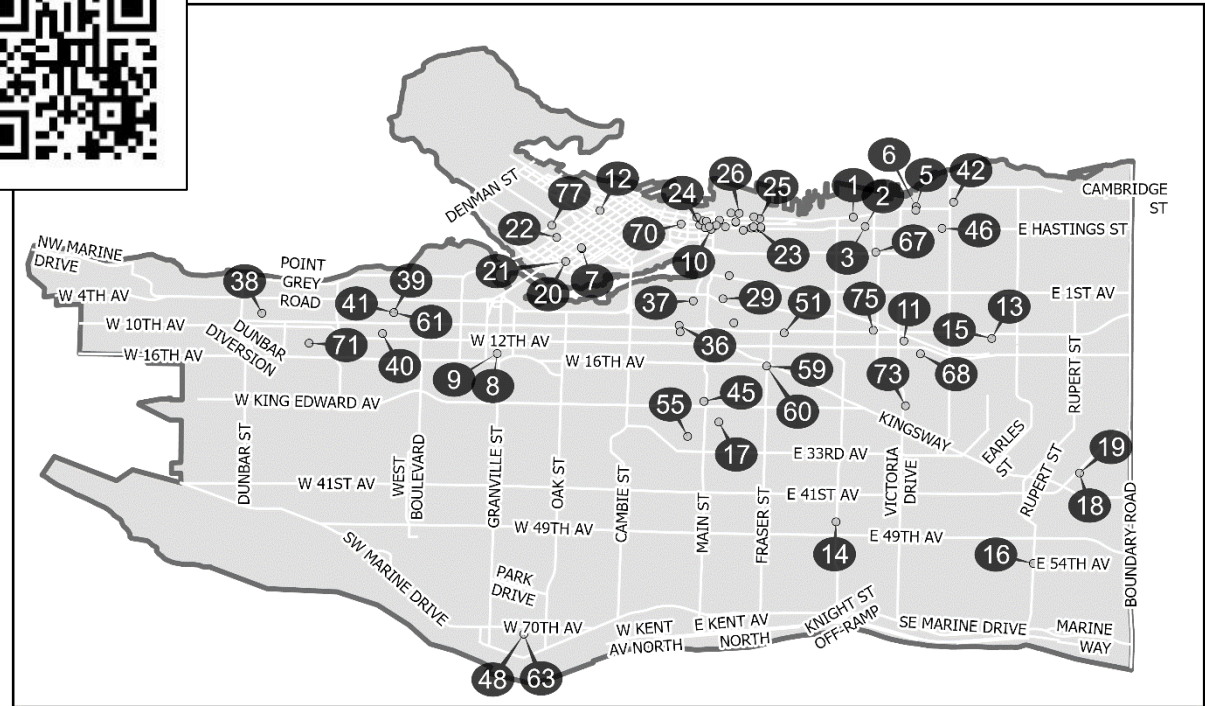 6
12
26
1
5
42
77
24
25
2
CAMBRIDGE
ST
DENMAN ST
22
70
46
E HASTINGS ST
10
23
3
67
NW MARINE
DRIVE
POINT
GREY
ROAD
38
39
21
20
7
W 4TH AV
41
61
37
29
51
75
11
13
E 1ST AV
W 10TH AV
DUNBAR
DIVERSION
71
W 12TH AV
36
15
W 16TH AV
40
W 16TH AV
9
8
59
68
73
RUPERT ST
W KING EDWARD AV
55
45
60
KINGSWAY
17
E 33RD AV
EARLES
ST
19
DUNBAR ST
WEST
BOULEVARD
GRANVILLE ST
OAK ST
CAMBIE ST
MAIN ST
FRASER ST
VICTORIA
DRIVE
RUPERT ST
W 41ST AV
E 41ST AV
18
W 49TH AV
E 49TH AV
14
16
E 54TH AV
BOUNDARY ROAD
SW MARINE DRIVE
PARK
DRIVE
W 70TH AV
W KENT
AV NORTH
E KENT AV
NORTH
KNIGHT ST
OFF-RAMP
SE MARINE DRIVE
MARINE
WAY
48
63